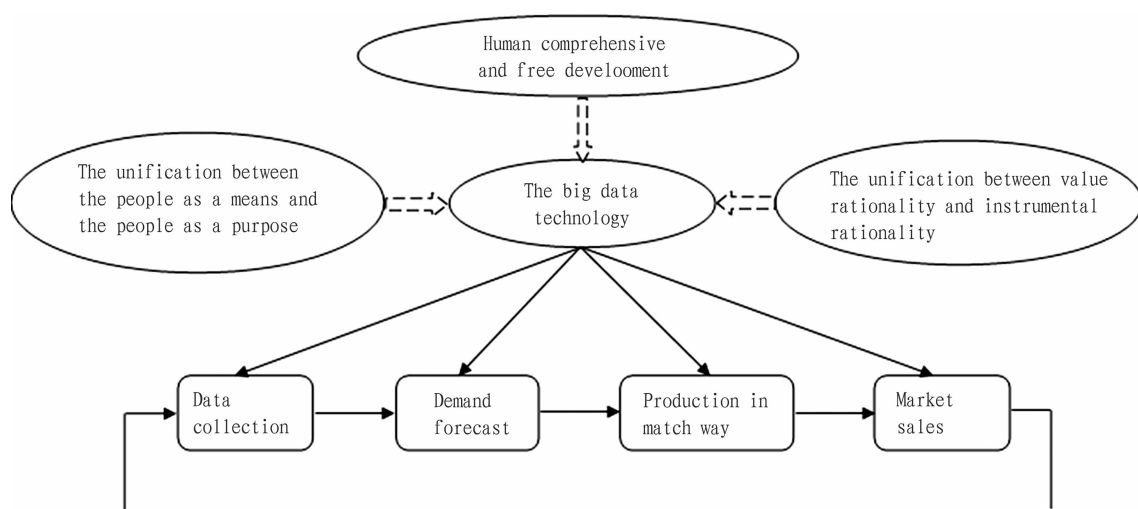 Human comprehensive
and free develooment
The unification between
the people as a means and
the people as a purpose
The big data
technology
The unification between value
rationality and instrumental
rationality
Data
collection
Demand
forecast
Production in
match way
Market
sales